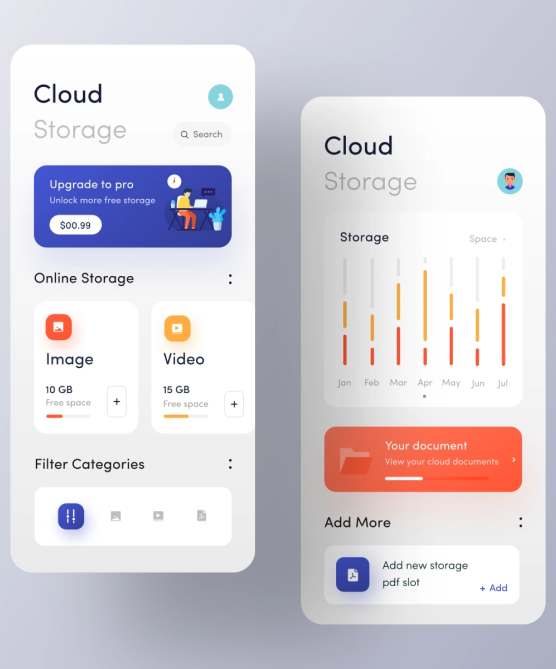 Cloud
Storage
Search
Upgrade to pro
Unlock more free storage
$00.99
Online Storage
Image
10 GB
Free space
+
Video
15 GB
Free space
+
Filter Categories
Cloud
Storage
Storage
Space
Jan Feb Mar Apr May Jun Jul
Your document
View your cloud documents
Add More
Add new storage
pdf slot
+ Add